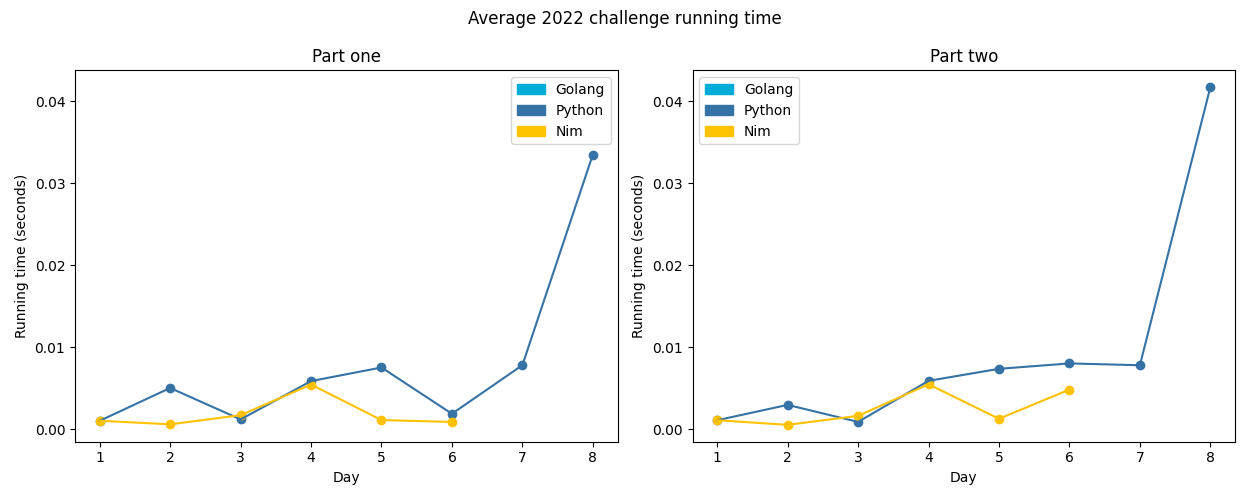 Average 2022 challenge running time
Part one
Golang
Python
Nim
0.04
0.03
0.02
0.01
0.00
Running time (seconds)
1 2 3 4 5 6 7 8
Day
Part two
Golang
Python
Nim
0.04
0.03
0.02
0.01
0.00
Running time (seconds)
1 2 3 4 5 6 7 8
Day